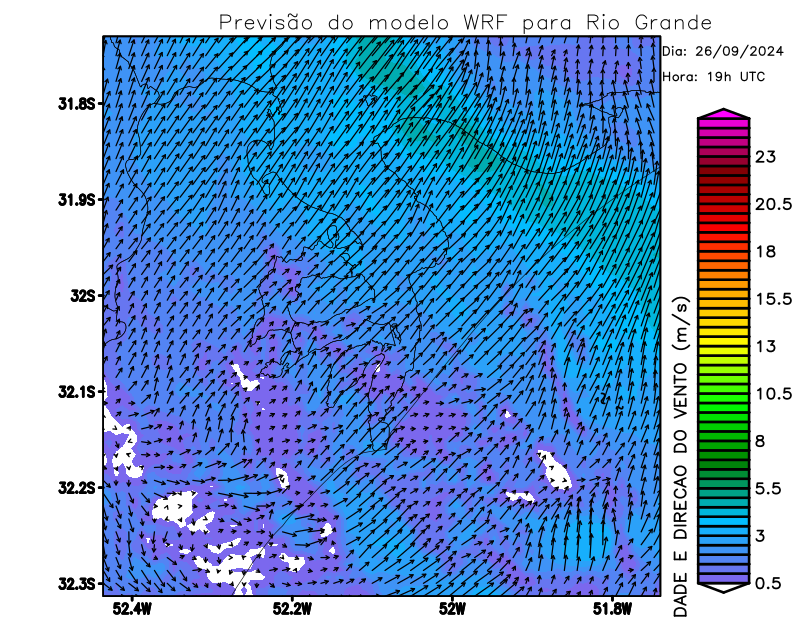 Previsão do modelo WRF para Rio Grande
Dia: 26/09/2024
Hora: 19h UTC
31.8S
31.9S
32S
32.1S
32.2S
32.3S
52.4W
52.2W
52W
51.8W
23
20.5
18
15.5
13
10.5
8
5.5
3
0.5
DADE E DIRECAO DO VENTO (m/s)